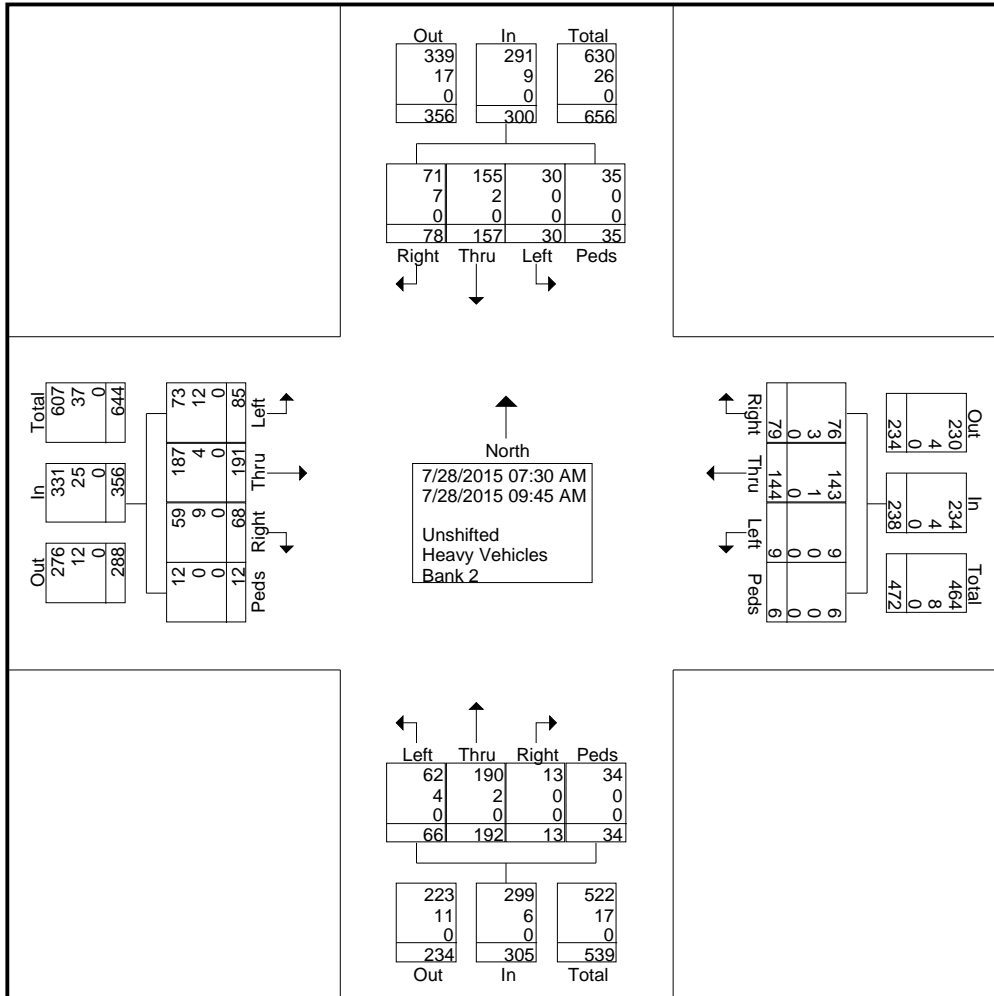 Out In Total
339 291 630
17 9 26
0 0 0
356 300 656
71 155 30 35
7 2 0 0
0 0 0 0
78 157 30 35
Right Thru Left Peds
Total
607
37
0
644
In
331
25
0
356
Out
276
12
0
288
73
12
0
85
Left
187
4
0
191
Thru
59
9
0
68
Right
12
0
0
12
Peds
North
7/28/2015 07:30 AM
7/28/2015 09:45 AM
Unshifted
Heavy Vehicles
Bank 2
Right
76
3
0
79
Thru
143
1
0
144
Left
9
0
0
9
Peds
6
0
0
6
Out
230
4
0
234
In
234
4
0
238
Total
464
8
0
472
Left Thru Right Peds
62 190 13 34
4 2 0 0
0 0 0 0
66 192 13 34
223 299 522
11 6 17
0 0 0
234 305 539
Out In Total